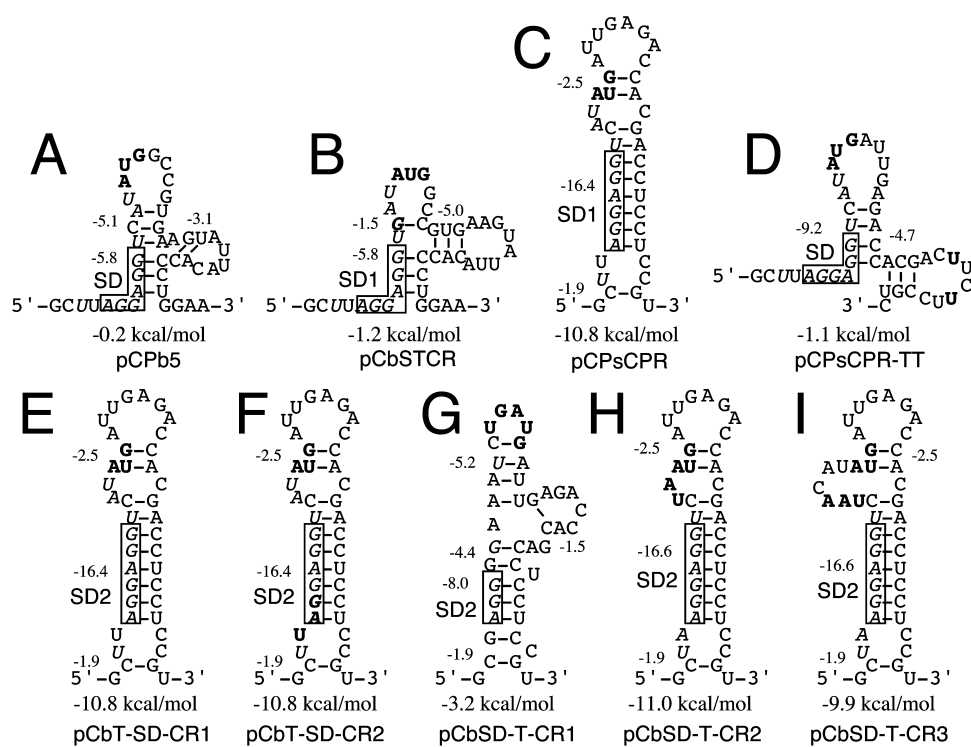 A
U G G C
A C
U G
-5.1 A–U -3.1
C G
U–A A G U A U
-5.8 G–C C A C A U
SD G–C
A–U
5'-GCUUAGG GGAA-3'
-0.2 kcal/mol
pCPb5
B
AUG
U G
A C
-1.5 G–C G U G A A G U -5.0
U
-5.8 G–C C A C A U U A
SD1 G–C
A–U
5'-GCUUAGG GGAA-3'
-1.2 kcal/mol
pCbSTCR
C
U G A G
U A
A C
G–C
-2.5 AU–A
U C
A G
C–G
U–A
G–C
G–C
-16.4 A–U
SD1 G–C
G–C
A–U
U C
U C
-1.9 C–G
5'-G U-3'
-10.8 kcal/mol
pCPsCPR
D
A U G A U
U
A G
U A
C–G
-9.2 U–A -4.7
SD G–C
G–C A C G A C U U
5'-GCUUAGGA C
3'-C U G C C U U
-1.1 kcal/mol
pCPsCPR-TT
E
U G A G
U A
A C
G–C
-2.5 AU–A
U C
A G
C–G
U–A
G–C
G–C
-16.4 A–U
SD2 G–C
G–C
A–U
U C
U C
-1.9 C–G
5'-G U-3'
-10.8 kcal/mol
pCbT-SD-CR1
F
U G A G
U A
A C
G–C
-2.5 AU–A
U C
A G
C–G
U–A
G–C
G–C
-16.4 A–U
SD2 G–C
G–C
A–U
U C
U C
-1.9 C–G
5'-G U-3'
-10.8 kcal/mol
pCbT-SD-CR2
G
G A
U U
C G
-5.2 U–A
A–U
A–U G A G A C
A C A C
-4.4 G–C A G -1.5
G–C U
-8.0 G–C
SD2 G–C
A–U
G C
C C
-1.9 C–G
5'-G U-3'
-3.2 kcal/mol
pCbSD-T-CR1
H
U G A G
U A
A C
G–C
-2.5 AU–A
A C
U C–G
U–A
G–C
G–C
-16.6 A–U
SD2 G–C
G–C
A–U
A C
U C
-1.9 C–G
5'-G U-3'
-11.0 kcal/mol
pCbSD-T-CR2
I
U G A G
U A
A C
G–C
A U A U–A -2.5
C C
A A U C–G
U–A
G–C
G–C
-16.6 A–U
SD2 G–C
G–C
A–U
A C
U C
-1.9 C–G
5'-G U-3'
-9.9 kcal/mol
pCbSD-T-CR3